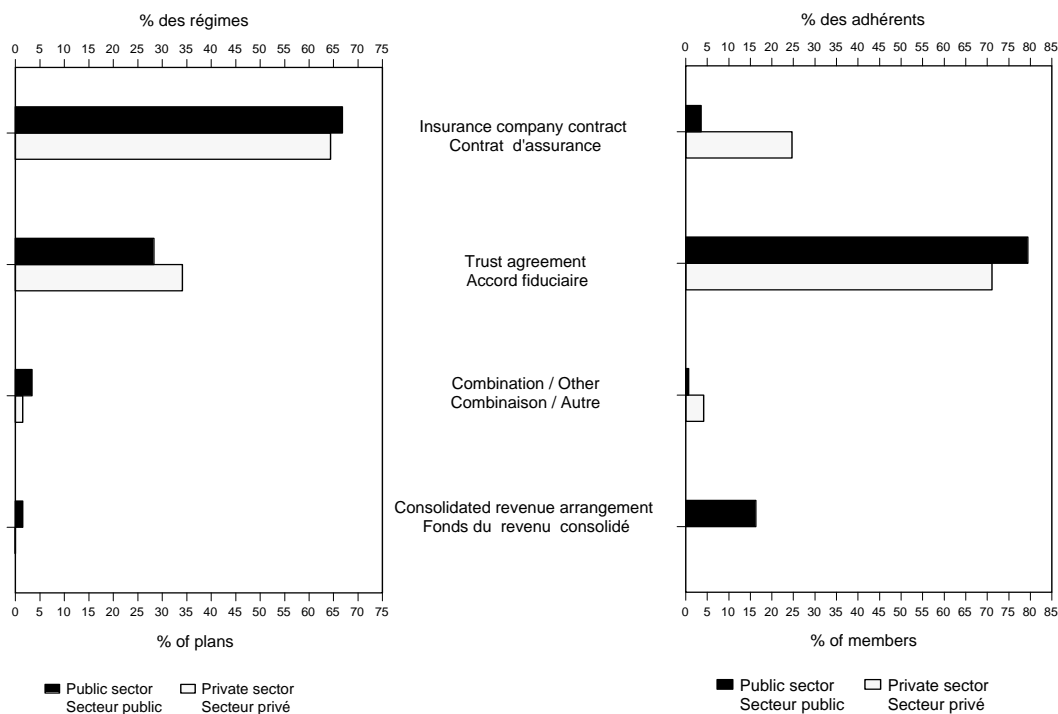 % des régimes
0 5 10 15 20 25 30 35 40 45 50 55 60 65 70 75
% des adhérents
0 5 10 15 20 25 30 35 40 45 50 55 60 65 70 75 80 85
Insurance company contract
Contrat d'assurance
Trust agreement
Accord fiduciaire
Combination / Other
Combinaison / Autre
Consolidated revenue arrangement
Fonds du revenu consolidé
0 5 10 15 20 25 30 35 40 45 50 55 60 65 70 75
% of plans
0 5 10 15 20 25 30 35 40 45 50 55 60 65 70 75 80 85
% of members
Public sector
Secteur public
Private sector
Secteur privé
Public sector
Secteur public
Private sector
Secteur privé